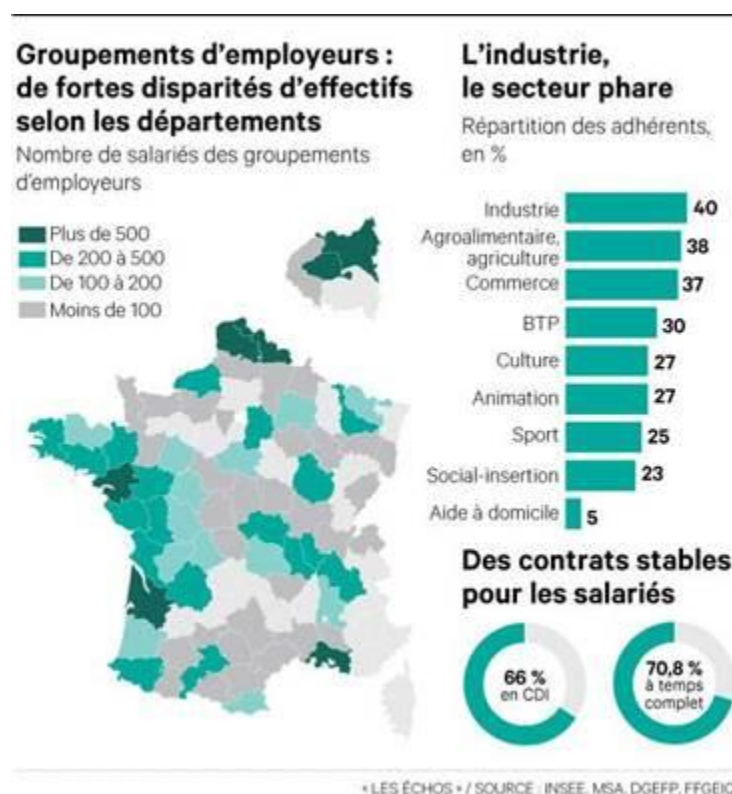 Groupements d'employeurs :
de fortes disparités d'effectifs
selon les départements
Nombre de salariés des groupements
d'employeurs
Plus de 500
De 200 à 500
De 100 à 200
Moins de 100
L'industrie,
le secteur phare
Répartition des adhérents,
en %
Industrie 40
Agroalimentaire,
agriculture 38
Commerce 37
BTP 30
Culture 27
Animation 27
Sport 25
Social-insertion 23
Aide à domicile 5
Des contrats stables
pour les salariés
66 %
en CDI
70,8 %
à temps
complet
« LES ÉCHOS » / SOURCE : INSEE, MSA, DGEFP, FFGEIQ